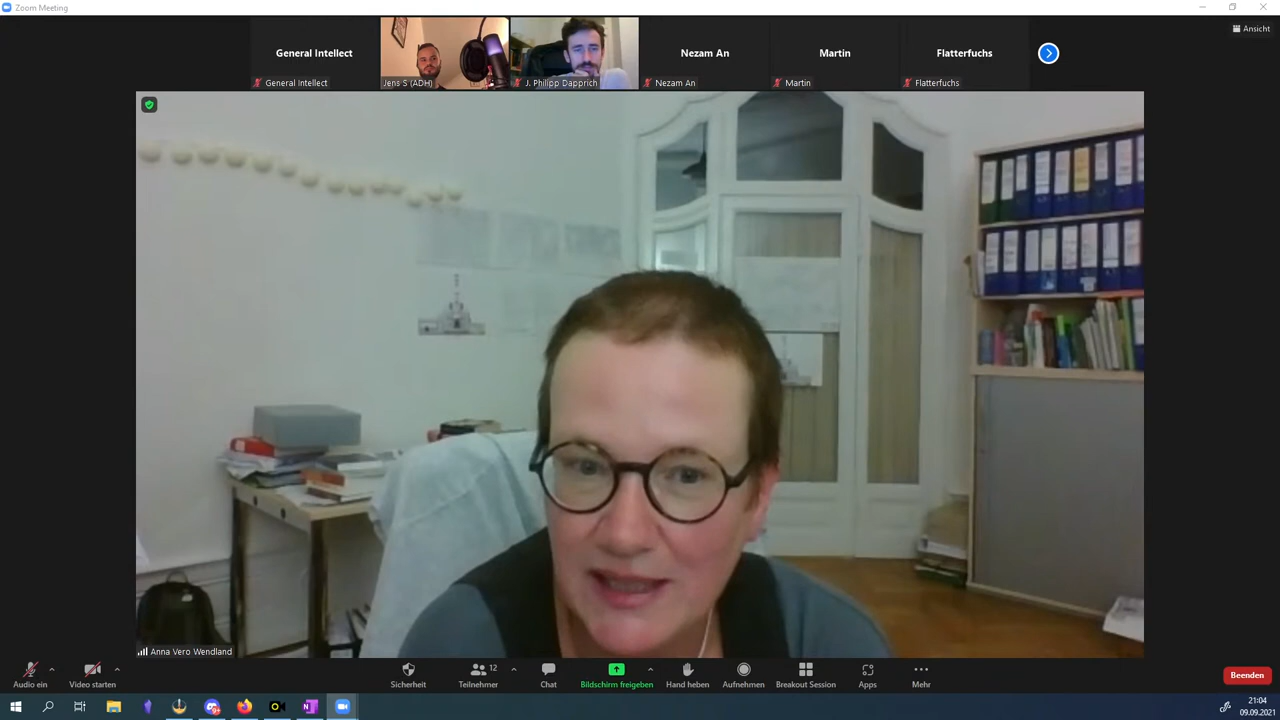 Zoom Meeting
Ansicht
General Intellect
Nezam An
Martin
Flatterfuchs
General Intellect
Jens S (ADH)
J. Philipp Dapprich
Nezam An
Martin
Flatterfuchs
Anna Vero Wendland
Audio ein
Video starten
Sicherheit
12
Teilnehmer
Chat
Bildschirm freigeben
Hand heben
Aufnehmen
Breakout Session
Apps
Mehr
Beenden
21:04
09.09.2021